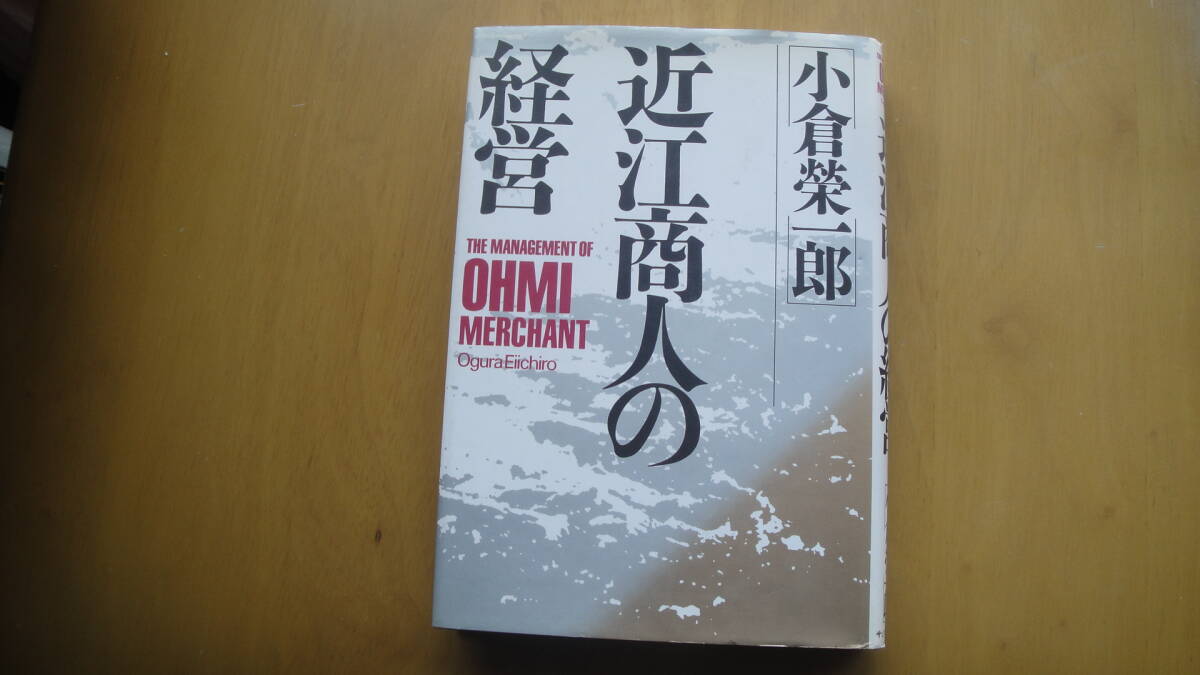 小倉榮一郎
近江商人の
経営
THE MANAGEMENT OF
OHMI
MERCHANT
Ogura Eiichiro